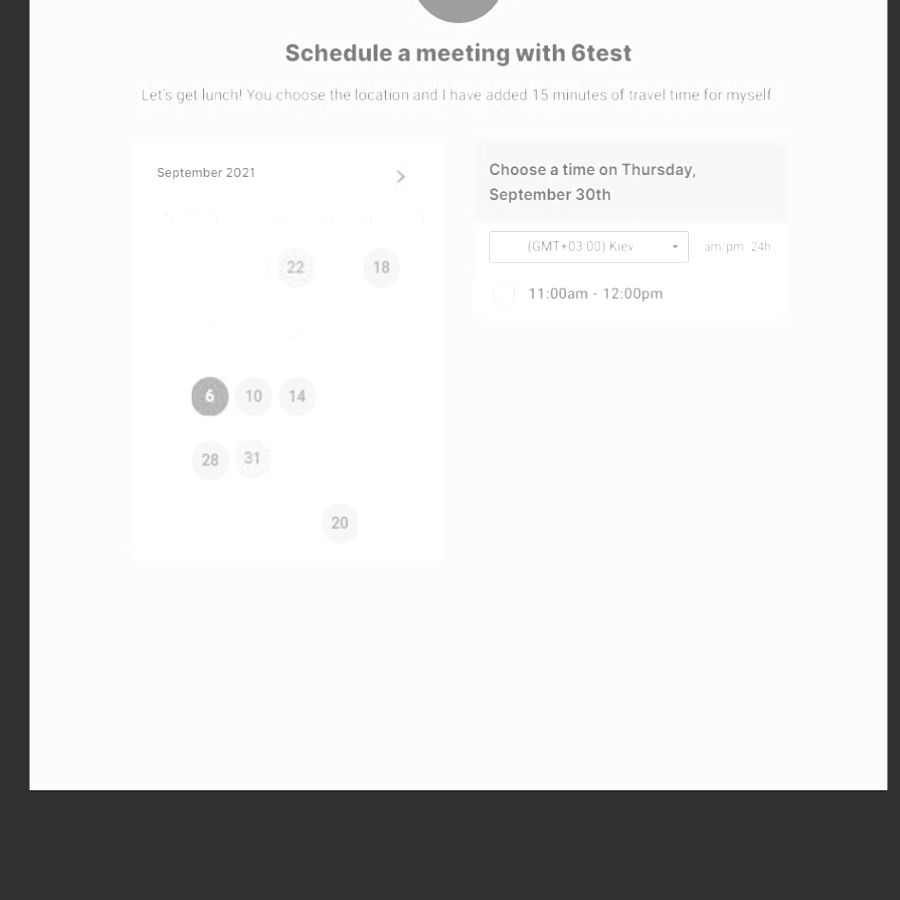 Schedule a meeting with 6test
Let's get lunch! You choose the location and I have added 15 minutes of travel time for myself
September 2021
22 18
6 10 14
28 31
20
Choose a time on Thursday,
September 30th
(GMT+03:00) Kiev am/pm 24h
11:00am - 12:00pm